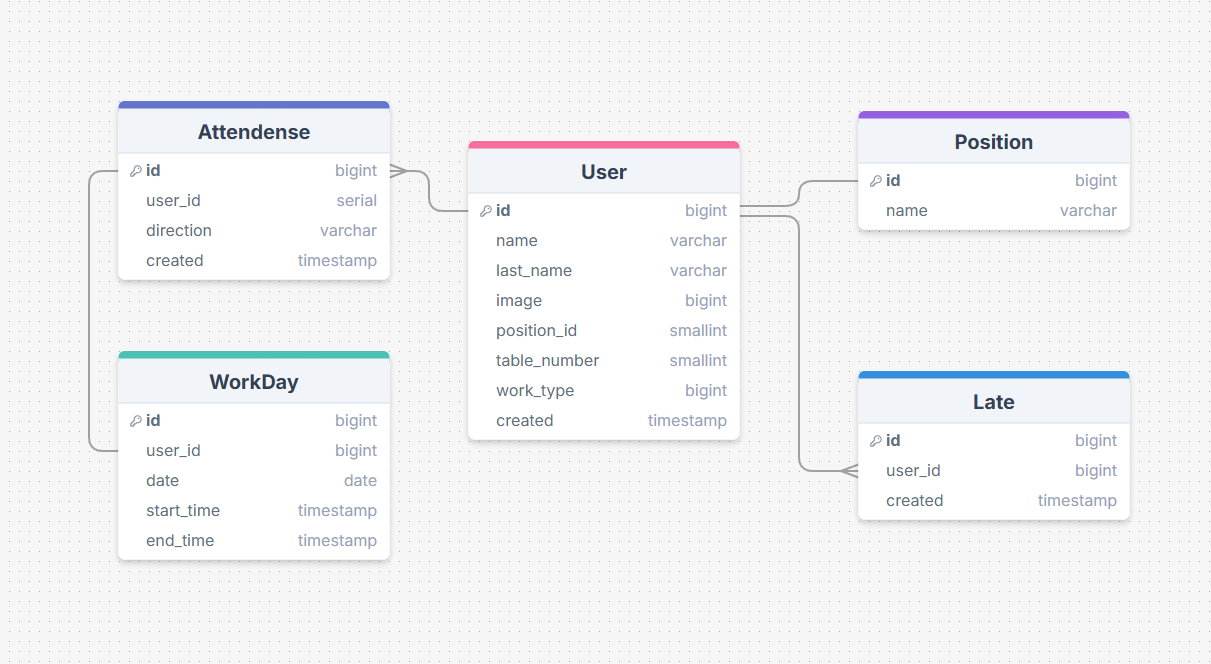 Attendense
id bigint
user_id serial
direction varchar
created timestamp
WorkDay
id bigint
user_id bigint
date date
start_time timestamp
end_time timestamp
User
id bigint
name varchar
last_name varchar
image bigint
position_id smallint
table_number smallint
work_type bigint
created timestamp
Position
id bigint
name varchar
Late
id bigint
user_id bigint
created timestamp